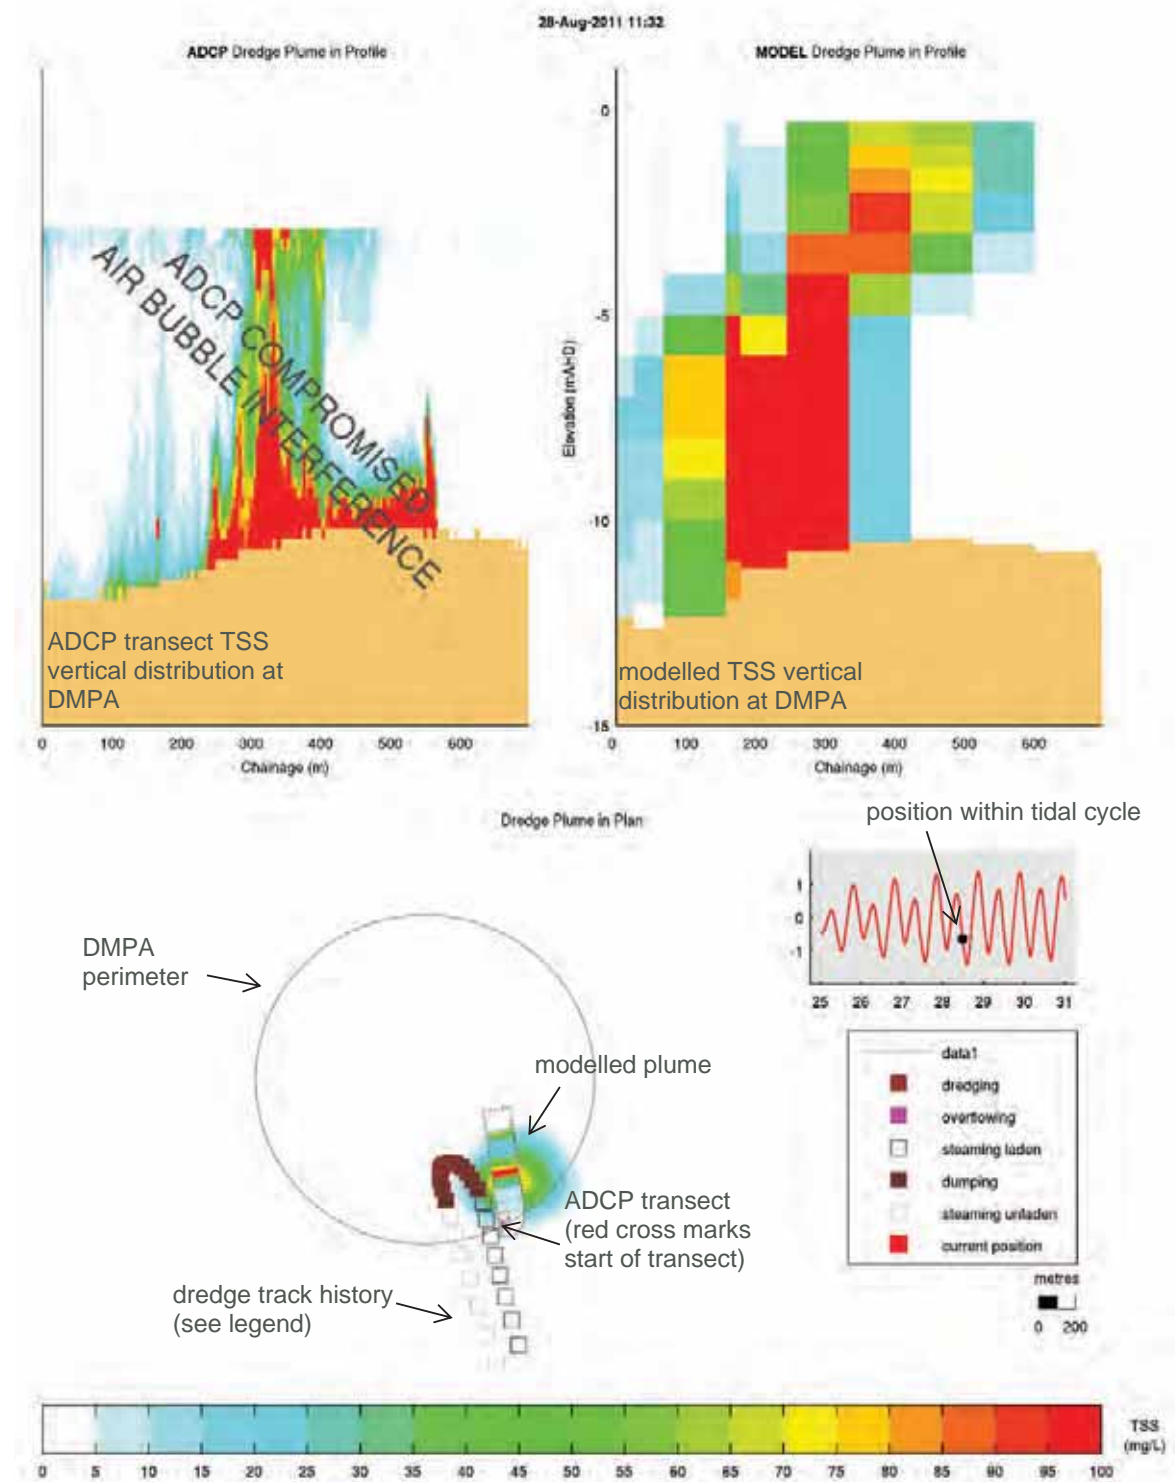 28-Aug-2011 11:32
ADCP Dredge Plume in Profile
MODEL Dredge Plume in Profile
ADCP COMPROMISED
AIR BUBBLE INTERFERENCE
ADCP transect TSS
vertical distribution at
DMPA
0 100 200 300 400 500 600
Chainage (m)
0
-5
-10
-15
Elevation (mAHD)
modelled TSS vertical
distribution at DMPA
0 100 200 300 400 500 600
Chainage (m)
Dredge Plume in Plan
position within tidal cycle
1
0
-1
25 26 27 28 29 30 31
DMPA
perimeter
modelled plume
ADCP transect
(red cross marks
start of transect)
dredge track history
(see legend)
data1
dredging
overflowing
steaming laden
dumping
steaming unladen
current position
metres
0 200
0 5 10 15 20 25 30 35 40 45 50 55 60 65 70 75 80 85 90 95 100
TSS
(mg/L)